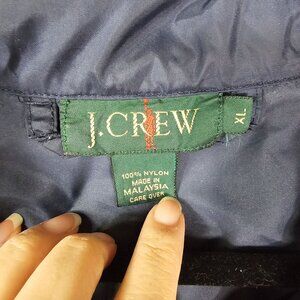 J.CREW
XL
100% NYLON
MADE IN
MALAYSIA
CARE OVER